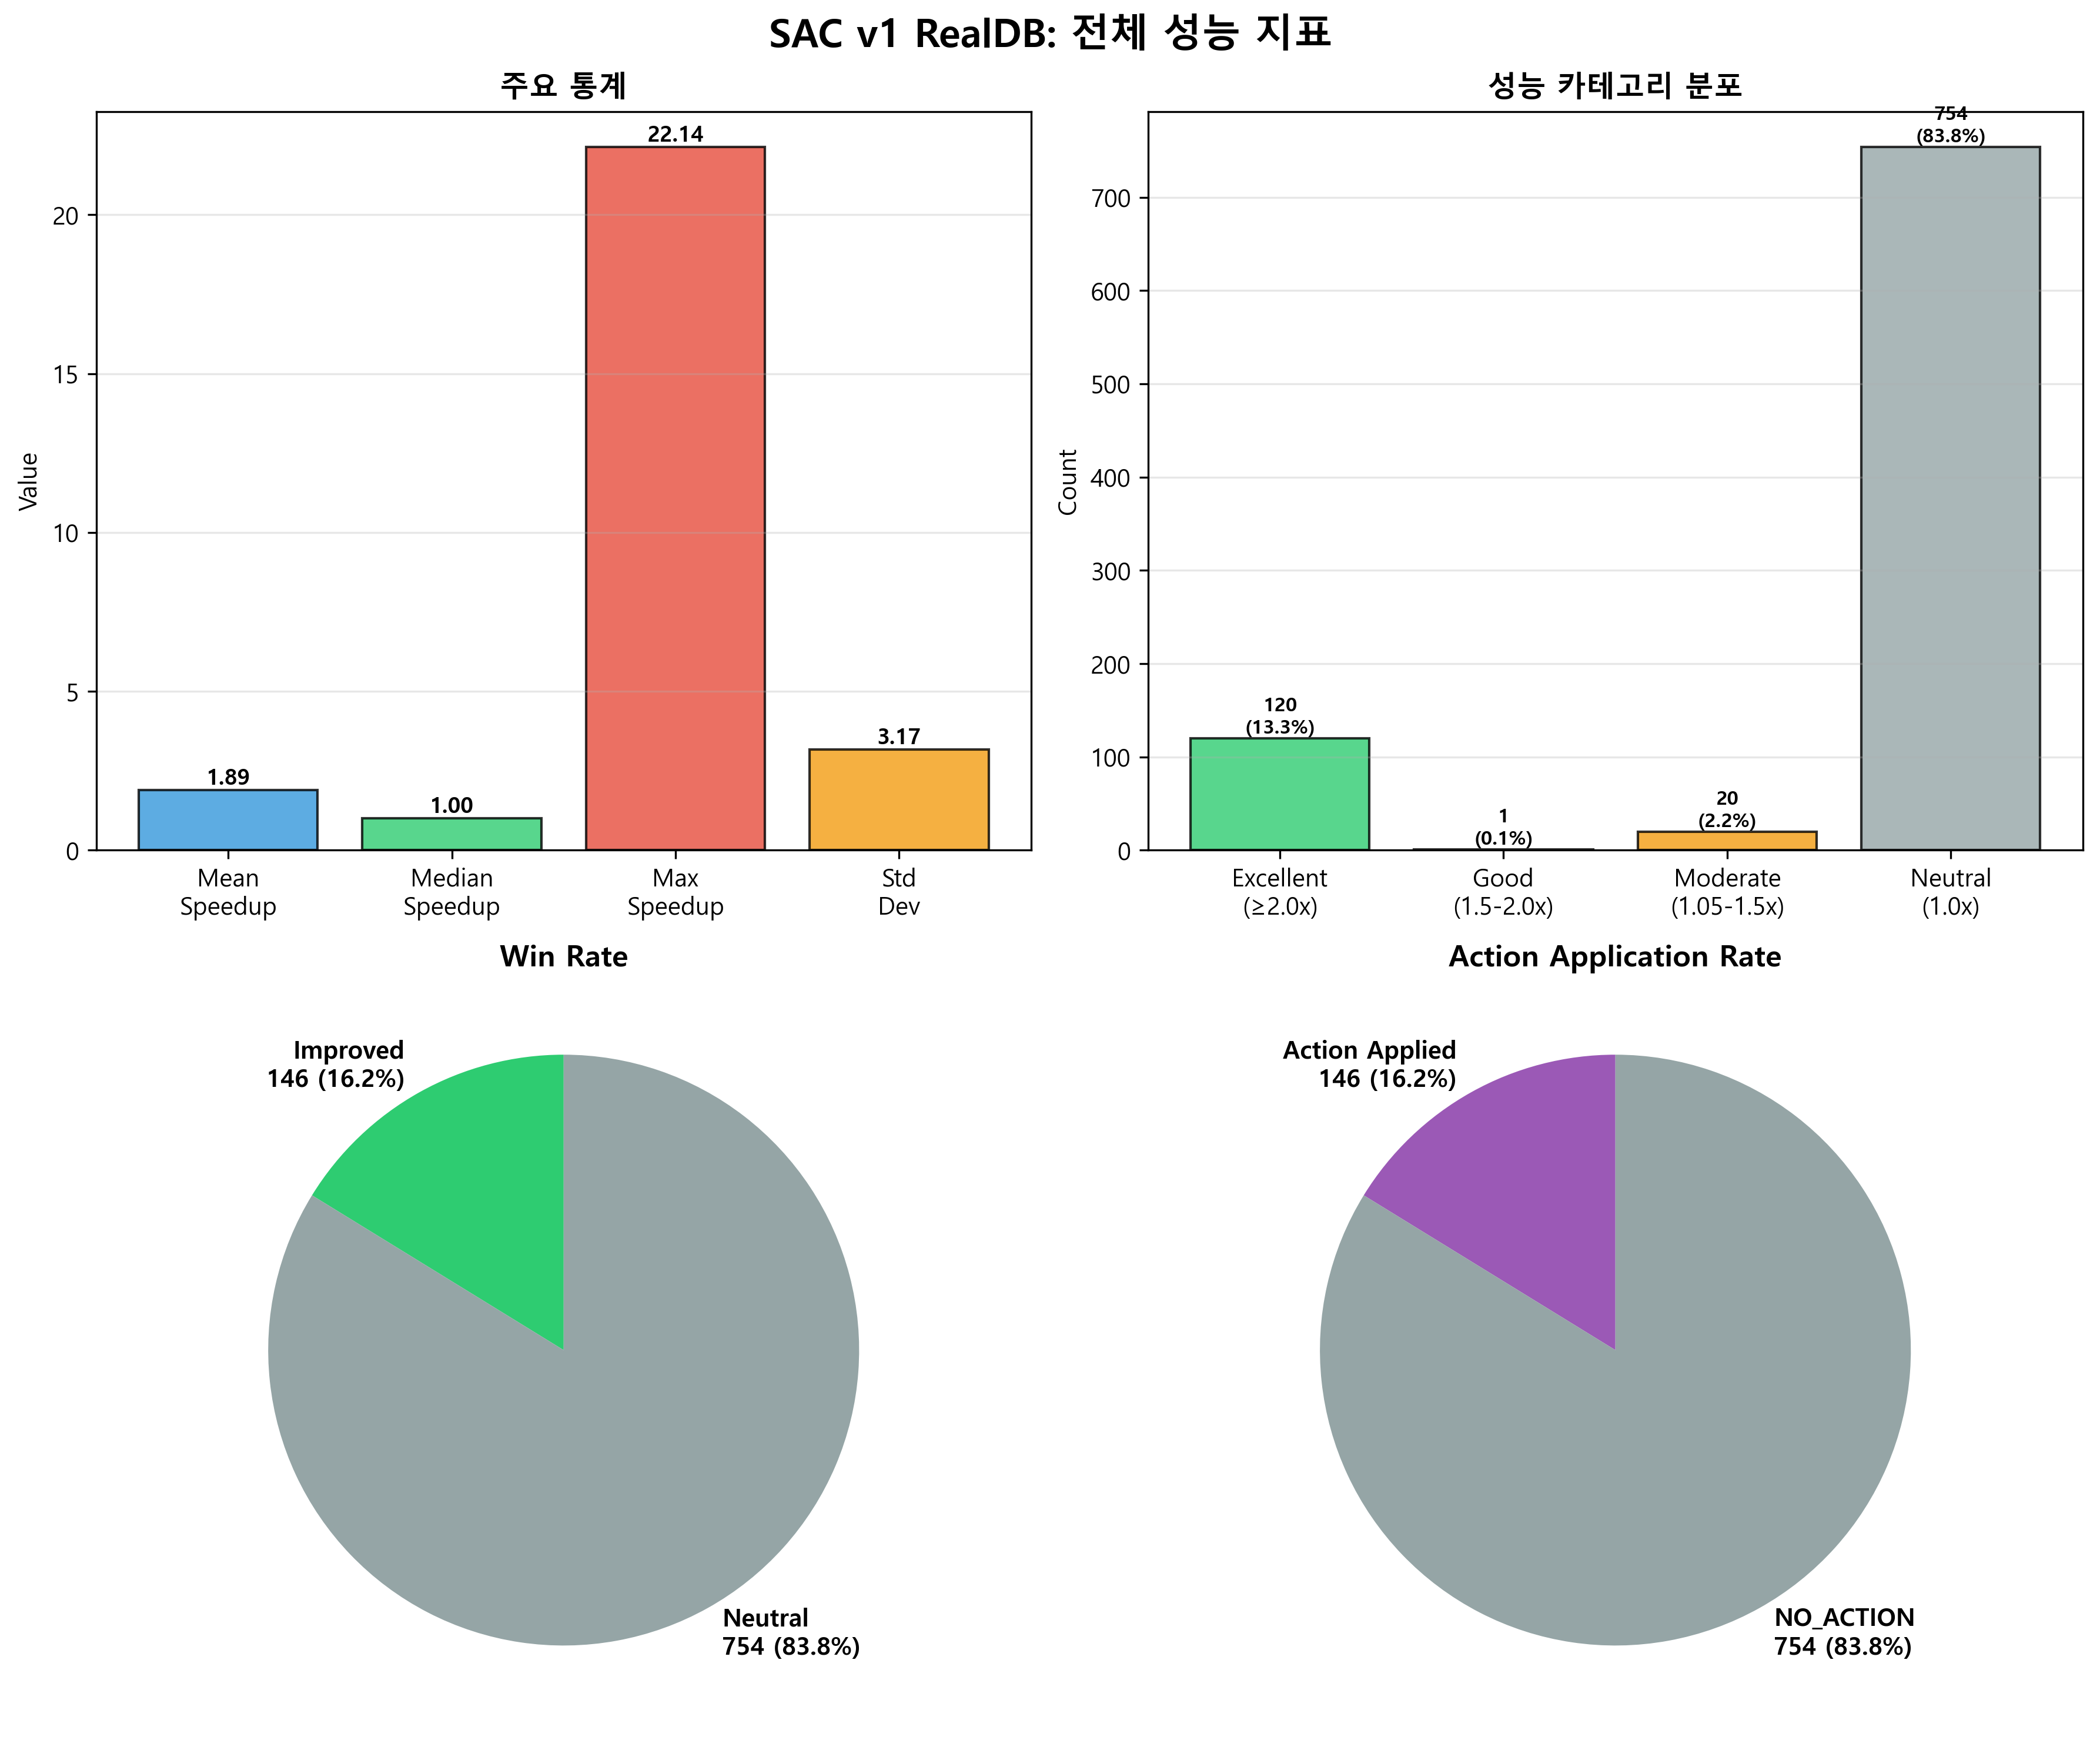 SAC v1 RealDB: 전체 성능 지표
주요 통계
Value
20
15
10
5
0
1.89
1.00
22.14
3.17
Mean
Speedup
Median
Speedup
Max
Speedup
Std
Dev
성능 카테고리 분포
Count
700
600
500
400
300
200
100
0
120
(13.3%)
1
(0.1%)
20
(2.2%)
754
(83.8%)
Excellent
(≥2.0x)
Good
(1.5-2.0x)
Moderate
(1.05-1.5x)
Neutral
(1.0x)
Win Rate
Improved
146 (16.2%)
Neutral
754 (83.8%)
Action Application Rate
Action Applied
146 (16.2%)
NO_ACTION
754 (83.8%)